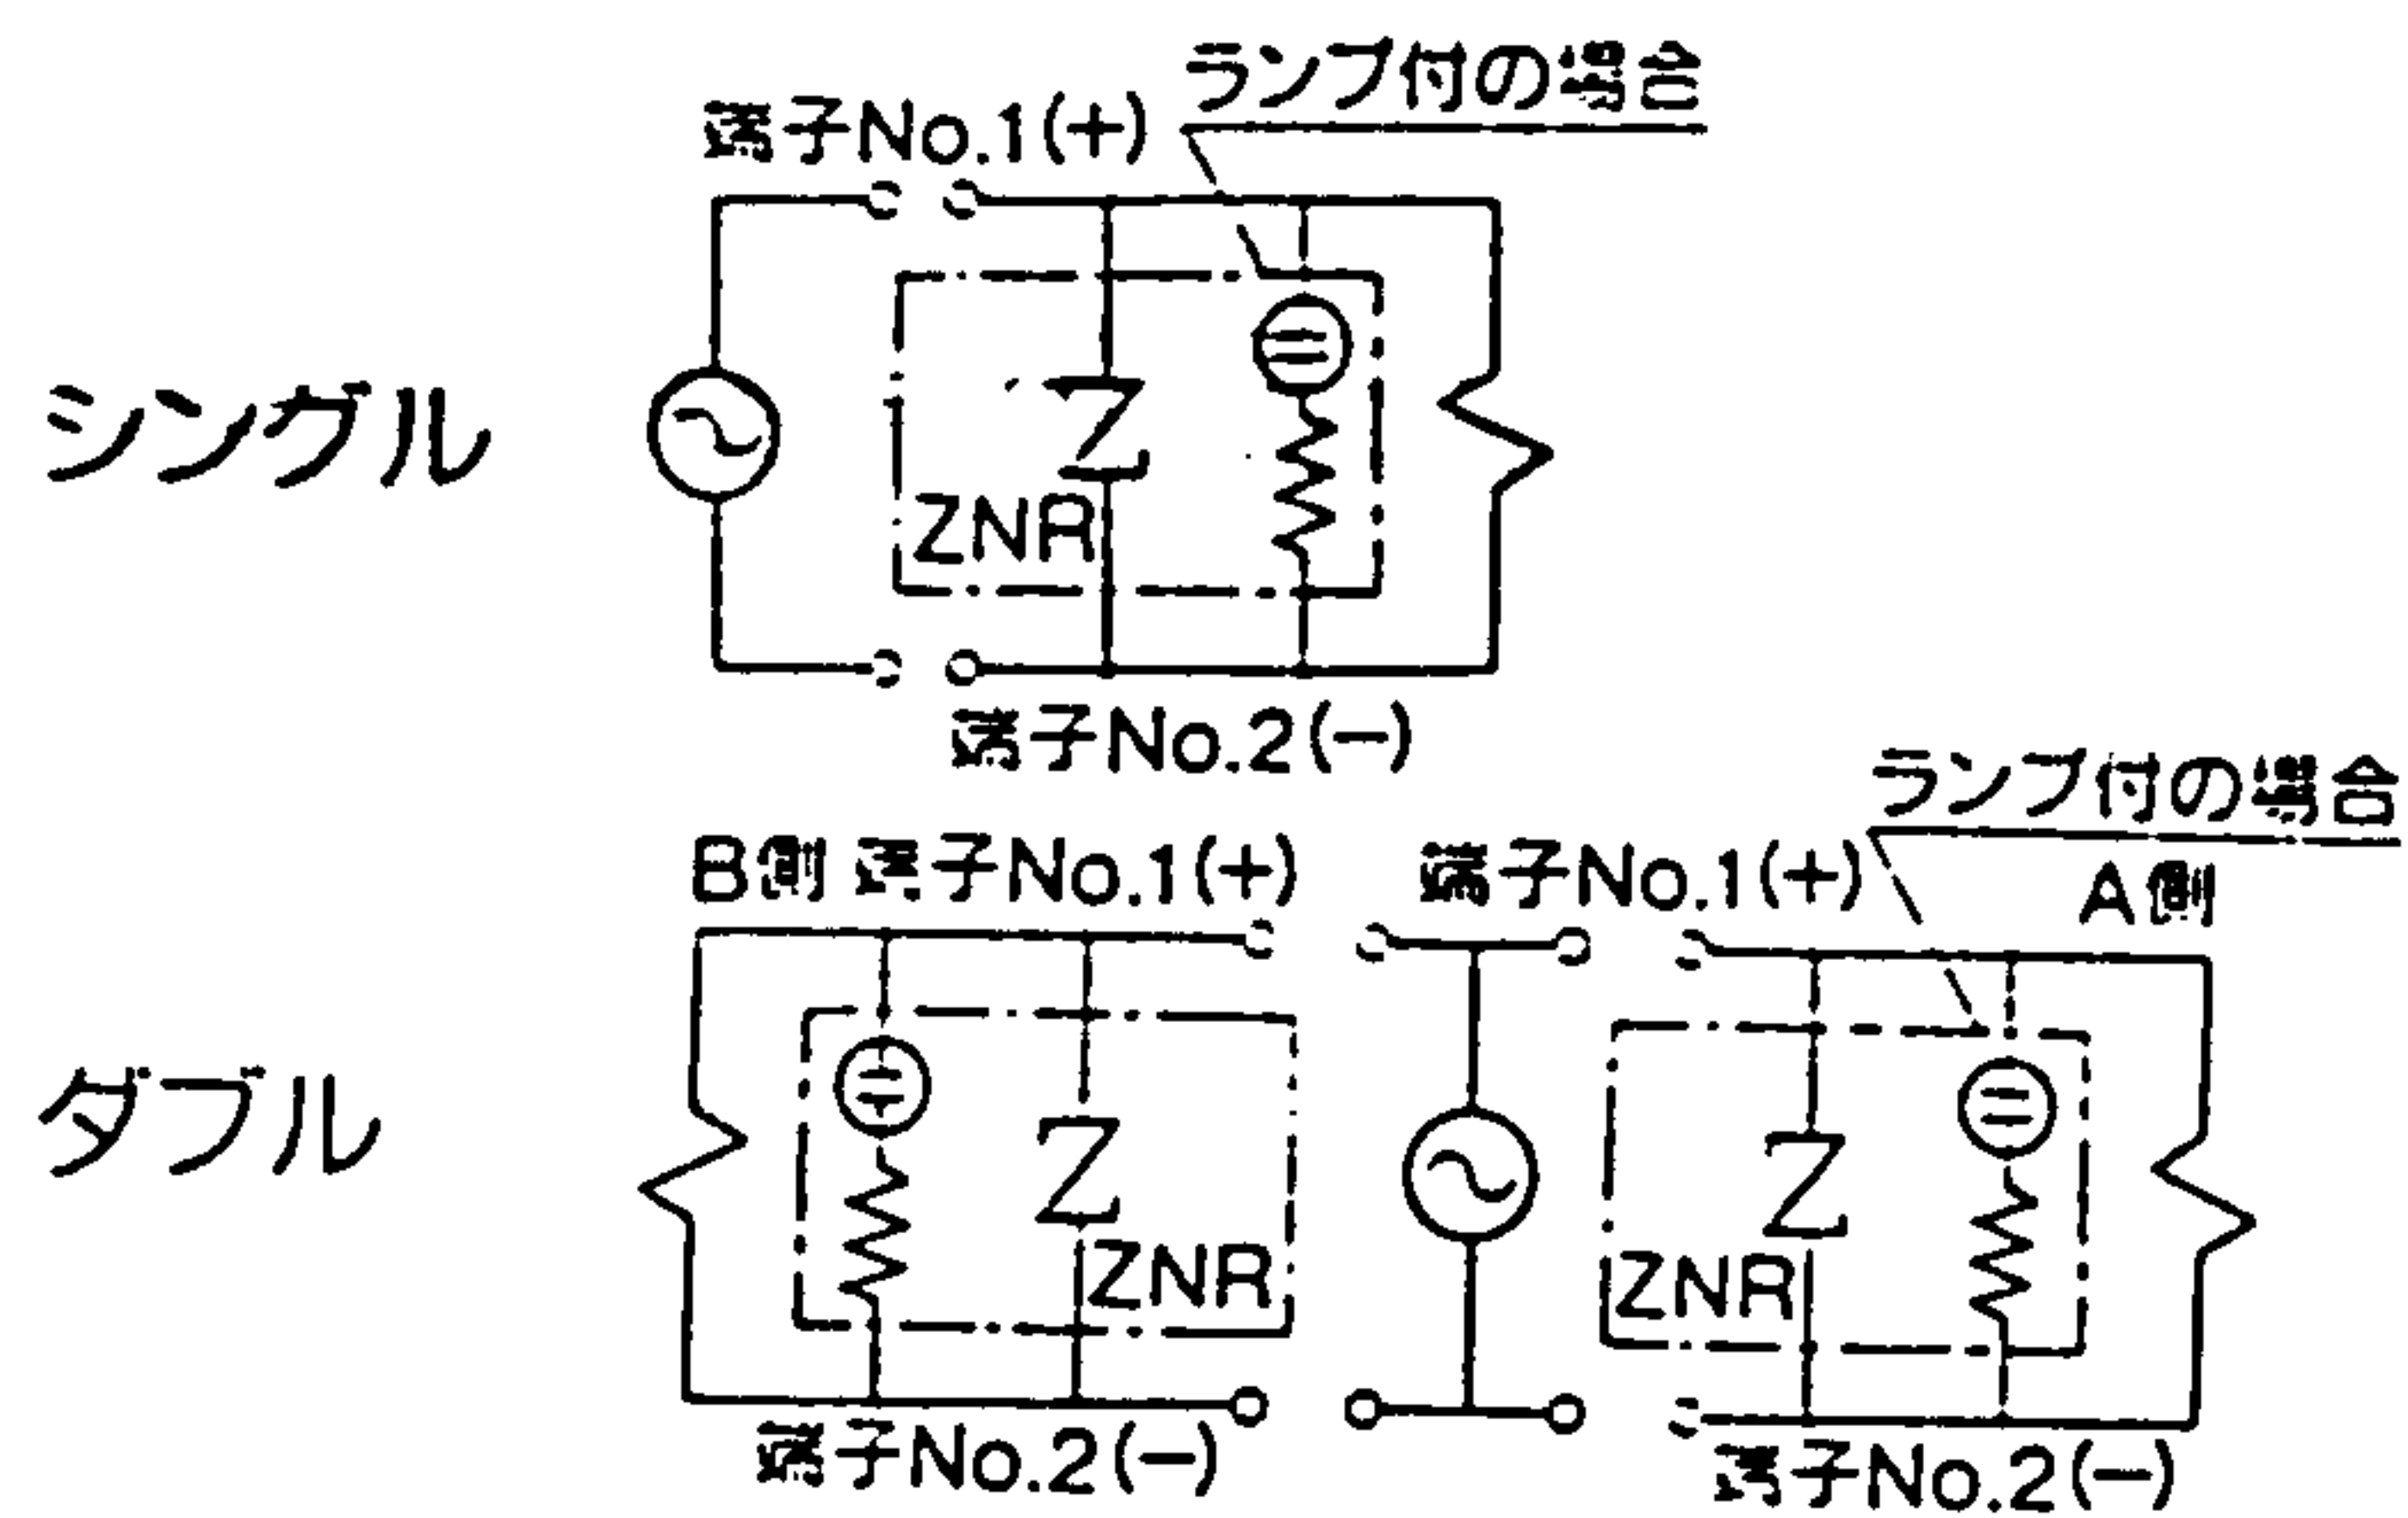 ランプ付の場合
端子No.1(+)
シングル
ZNR
端子No.2(−)
ランプ付の場合
B側 端子No.1(+)
端子No.1(+)
A側
ダブル
ZNR
ZNR
端子No.2(−)
端子No.2(−)